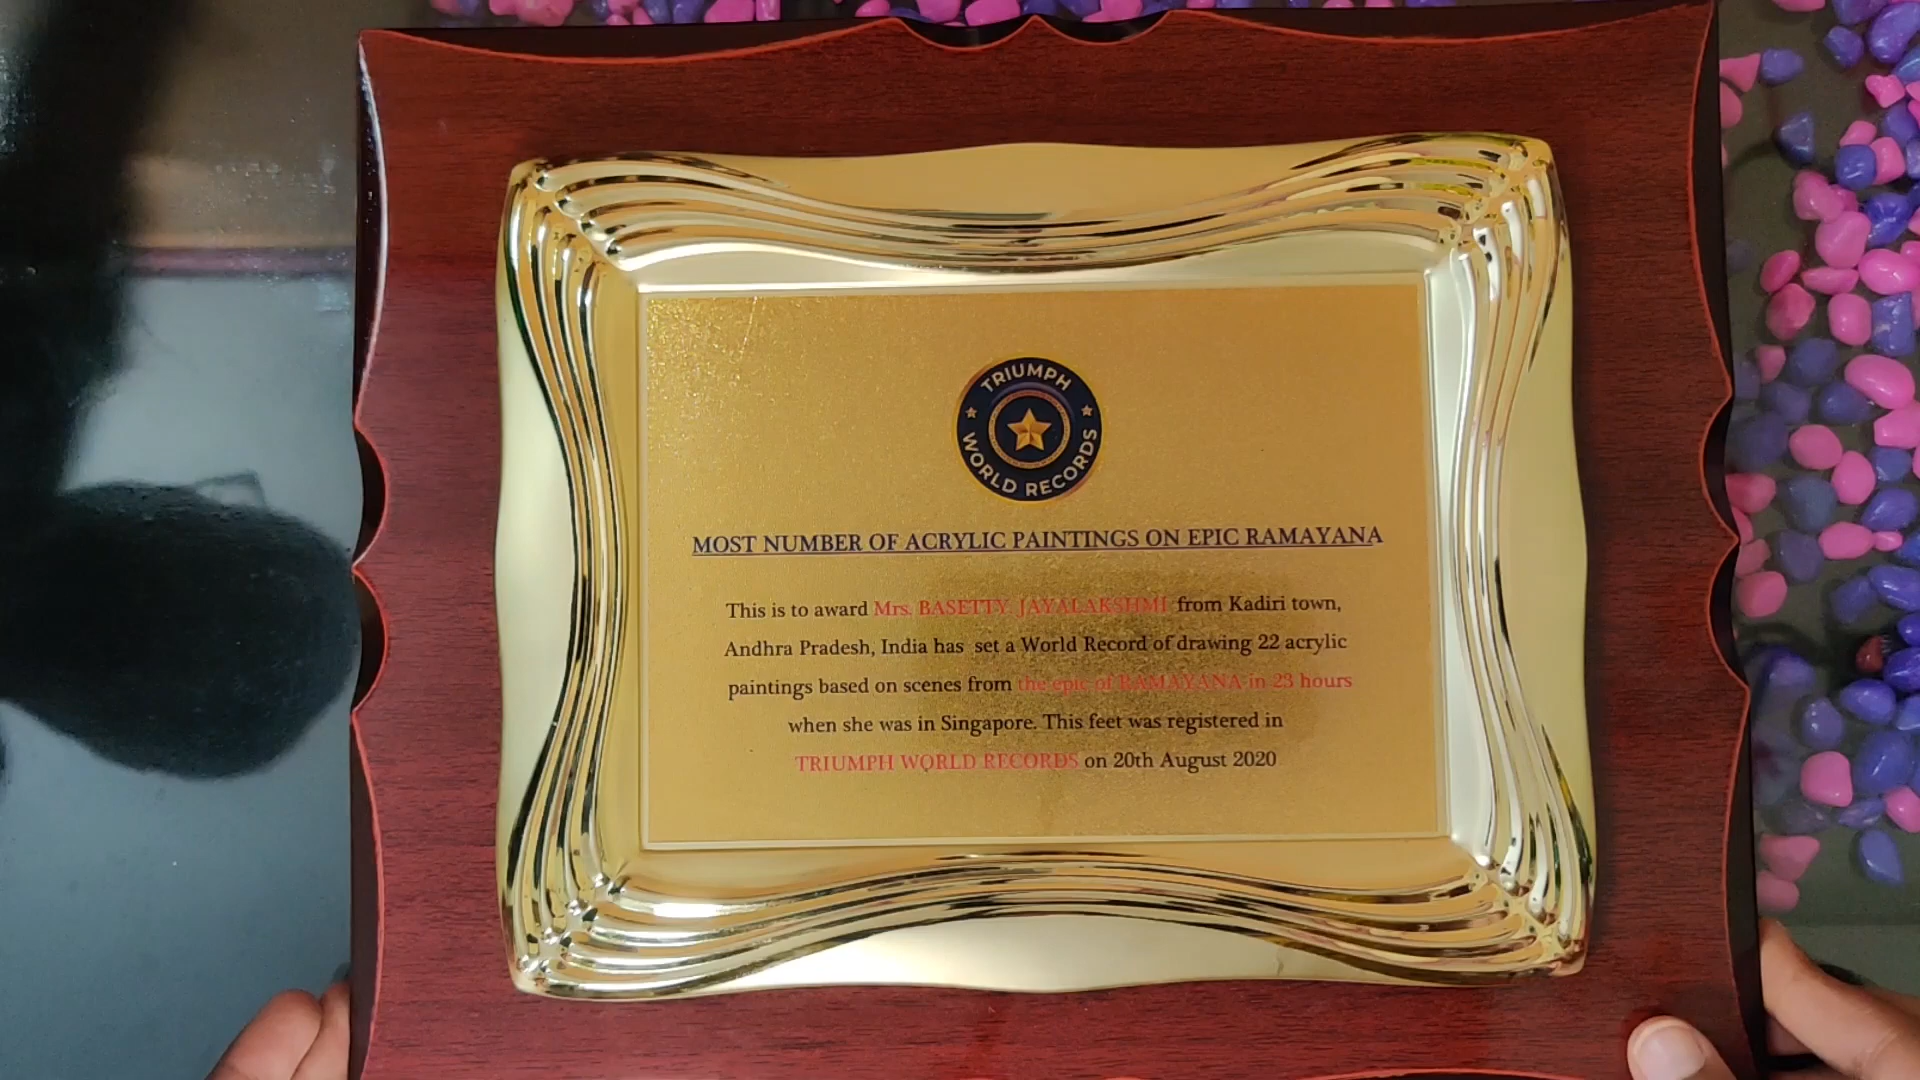 TRIUMPH
WORLD RECORDS
MOST NUMBER OF ACRYLIC PAINTINGS ON EPIC RAMAYANA
This is to award Mrs. BASETTY. JAYALAKSHMI from Kadiri town,
Andhra Pradesh, India has set a World Record of drawing 22 acrylic
paintings based on scenes from the epic of RAMAYANA in 23 hours
when she was in Singapore. This feet was registered in
TRIUMPH WORLD RECORDS on 20th August 2020